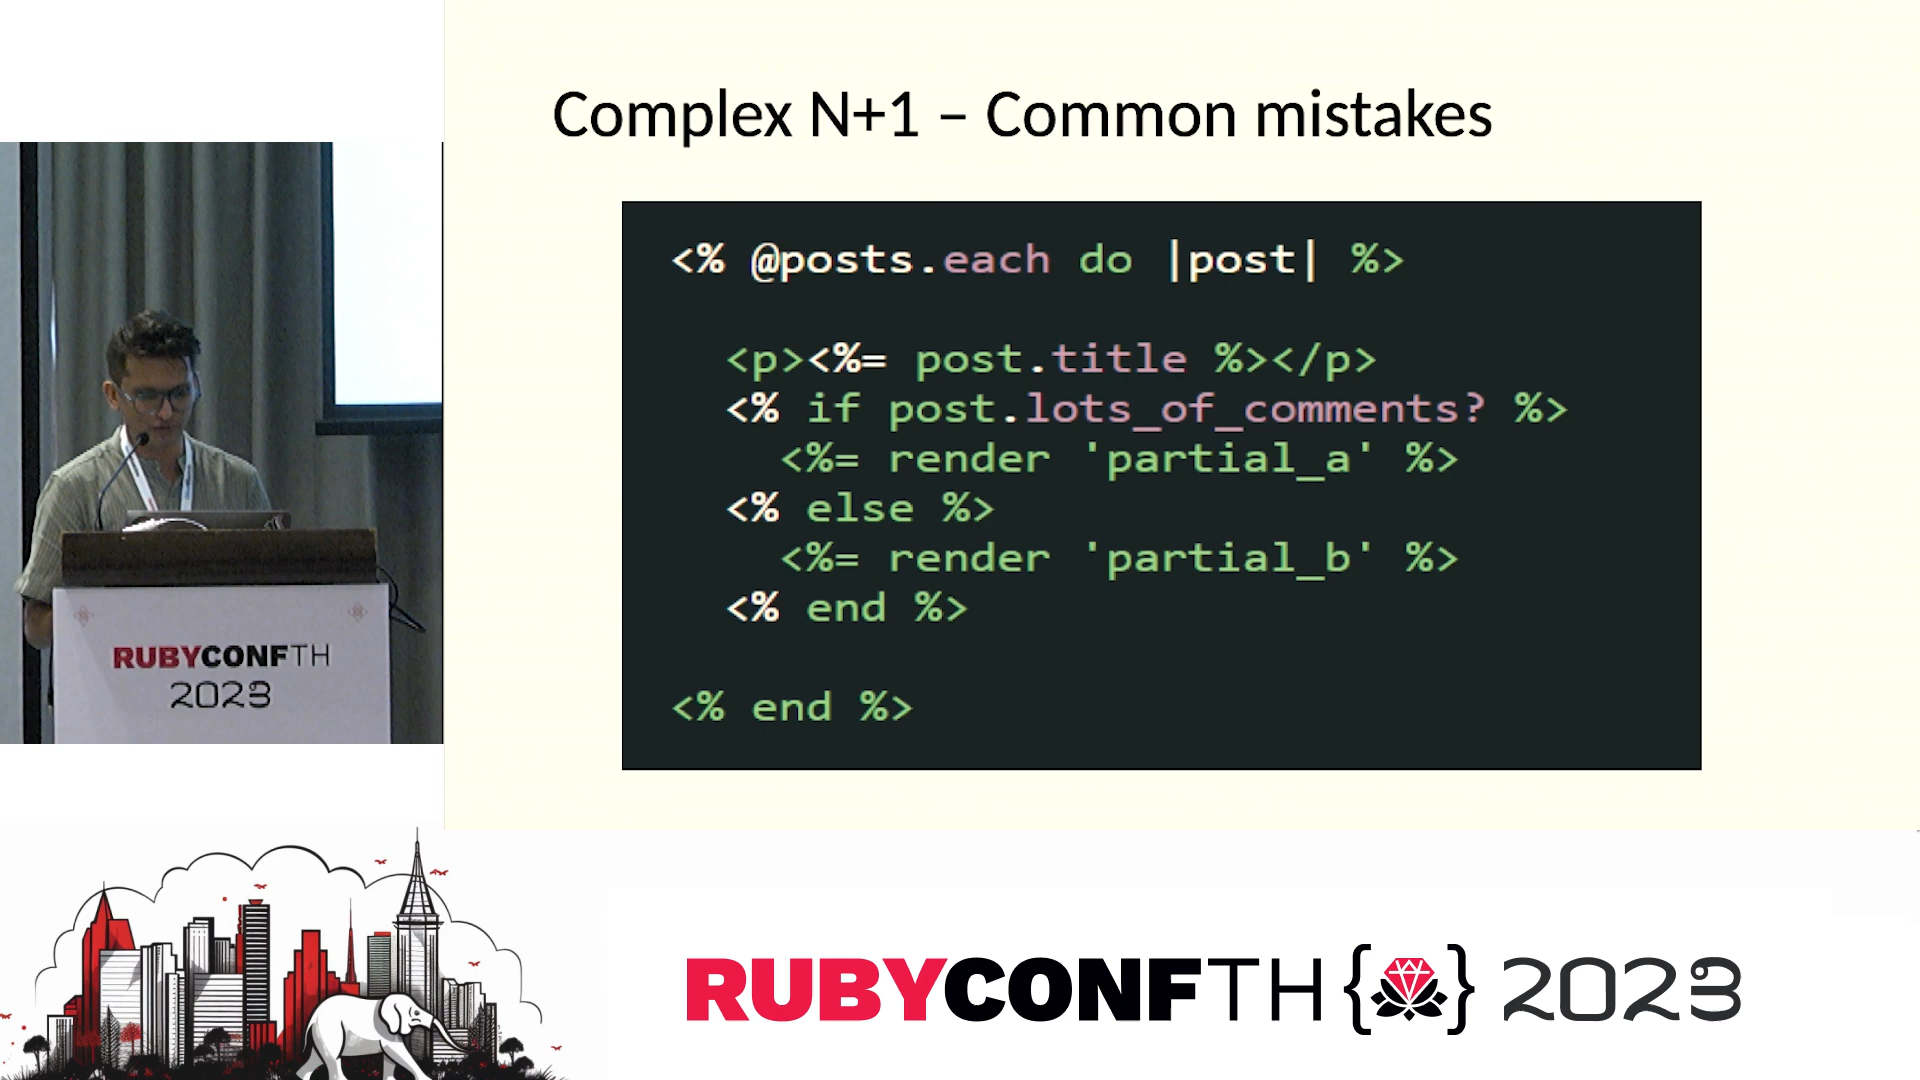 Complex N+1 – Common mistakes
<% @posts.each do |post| %>
<p><%= post.title %></p>
<% if post.lots_of_comments? %>
<%= render 'partial_a' %>
<% else %>
<%= render 'partial_b' %>
<% end %>
<% end %>
RUBYCONFTH
2023
RUBYCONFTH { } 2023